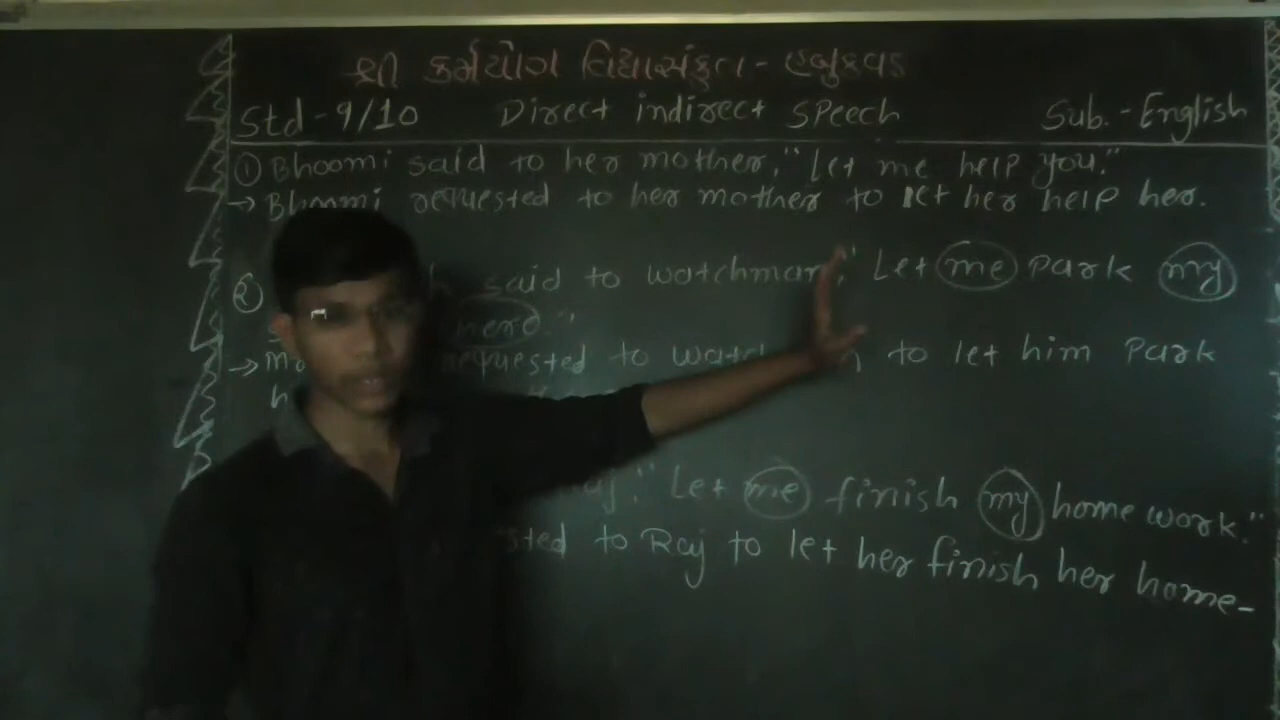 શ્રી કર્મયોગ વિદ્યાસંકુલ - હબુકવડ
Std - 9/10 Direct indirect speech Sub. - English
① Bhoomi said to her mother, "Let me help you."
→ Bhoomi requested to her mother to let her help her.
② said to watchman, "Let me park my
here."
→ requested to to let him park
" Let me finish my home work."
to Raj to let her finish her home-